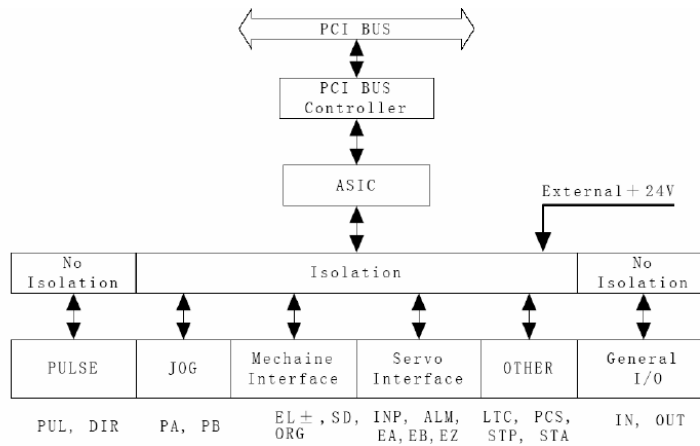 PCI BUS
PCI BUS
Controller
ASIC
External+24V
No
Isolation
Isolation
No
Isolation
PULSE
JOG
Mechaine
Interface
Servo
Interface
OTHER
General
I/O
PUL, DIR
PA, PB
EL±, SD,
ORG
INP, ALM,
EA, EB, EZ
LTC, PCS,
STP, STA
IN, OUT